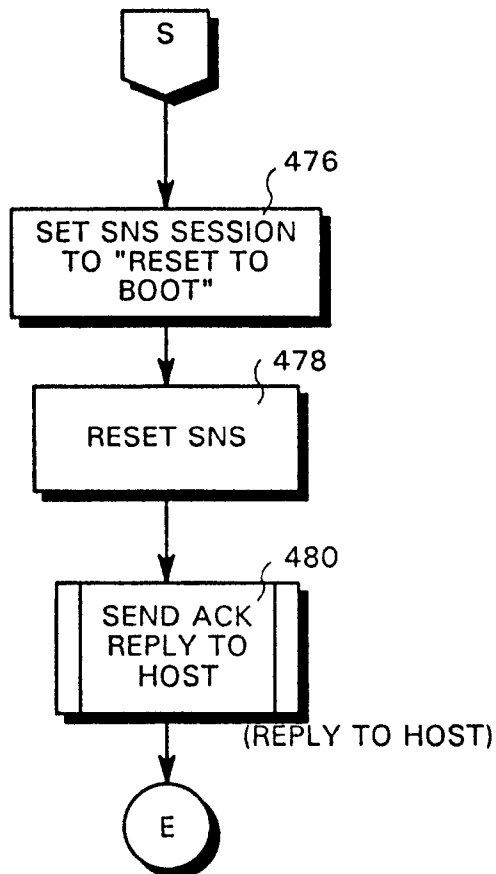 S
476
SET SNS SESSION
TO "RESET TO
BOOT"
478
RESET SNS
480
SEND ACK
REPLY TO
HOST
(REPLY TO HOST)
E